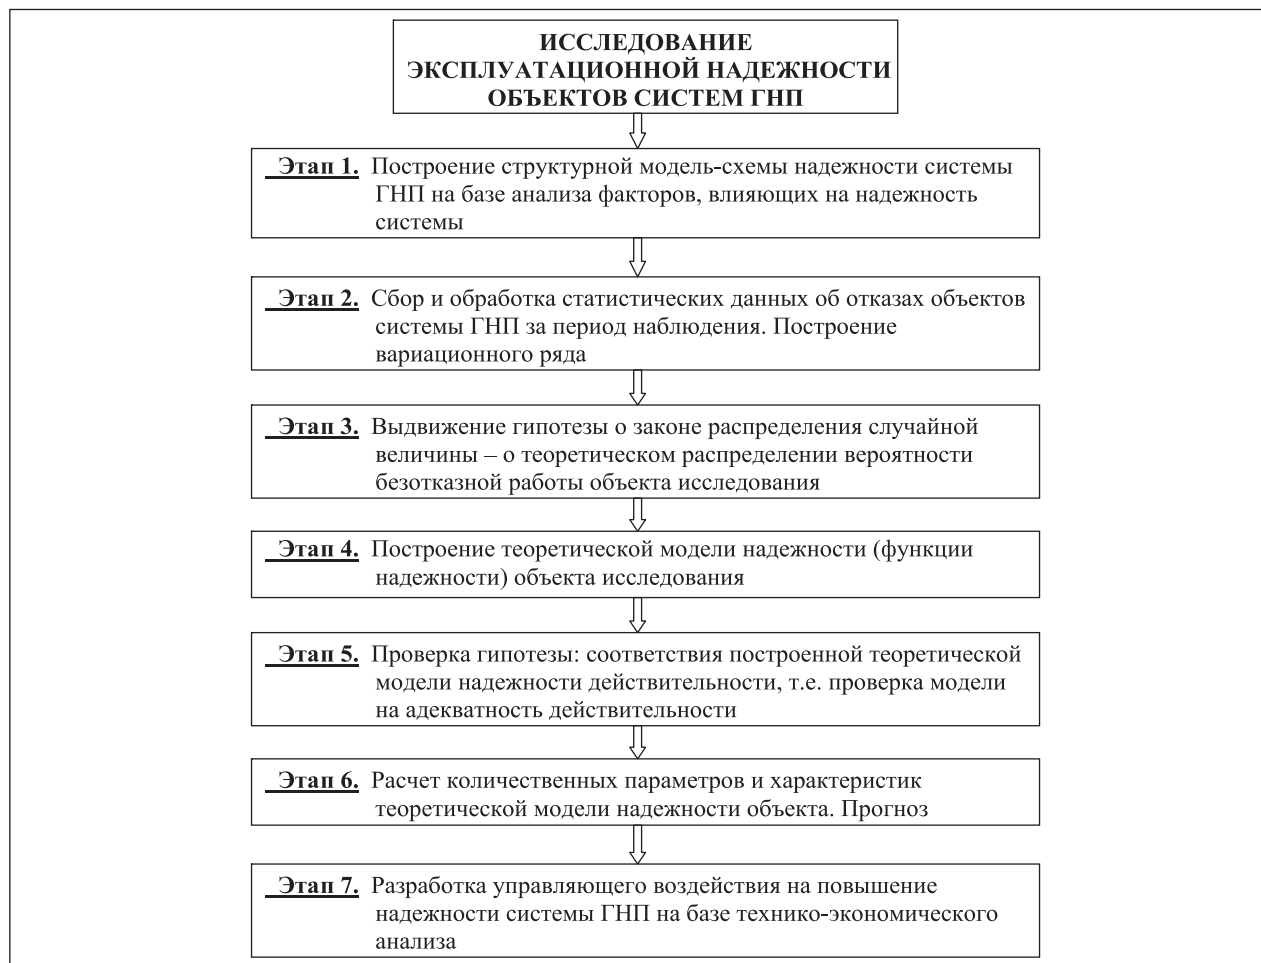 ИССЛЕДОВАНИЕ
ЭКСПЛУАТАЦИОННОЙ НАДЕЖНОСТИ
ОБЪЕКТОВ СИСТЕМ ГНП
Этап 1. Построение структурной модель-схемы надежности системы
ГНП на базе анализа факторов, влияющих на надежность
системы
Этап 2. Сбор и обработка статистических данных об отказах объектов
системы ГНП за период наблюдения. Построение
вариационного ряда
Этап 3. Выдвижение гипотезы о законе распределения случайной
величины – о теоретическом распределении вероятности
безотказной работы объекта исследования
Этап 4. Построение теоретической модели надежности (функции
надежности) объекта исследования
Этап 5. Проверка гипотезы: соответствия построенной теоретической
модели надежности действительности, т.е. проверка модели
на адекватность действительности
Этап 6. Расчет количественных параметров и характеристик
теоретической модели надежности объекта. Прогноз
Этап 7. Разработка управляющего воздействия на повышение
надежности системы ГНП на базе технико-экономического
анализа